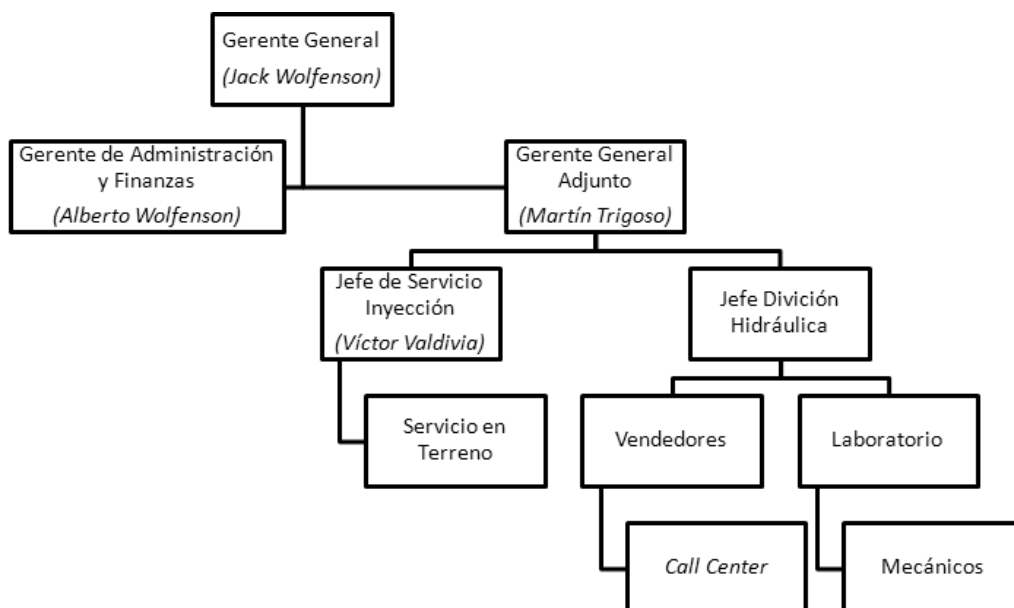 Gerente General
(Jack Wolfenson)
Gerente de Administración
y Finanzas
(Alberto Wolfenson)
Gerente General
Adjunto
(Martín Trigoso)
Jefe de Servicio
Inyección
(Víctor Valdivia)
Jefe Divición
Hidráulica
Servicio en
Terreno
Vendedores
Laboratorio
Call Center
Mecánicos